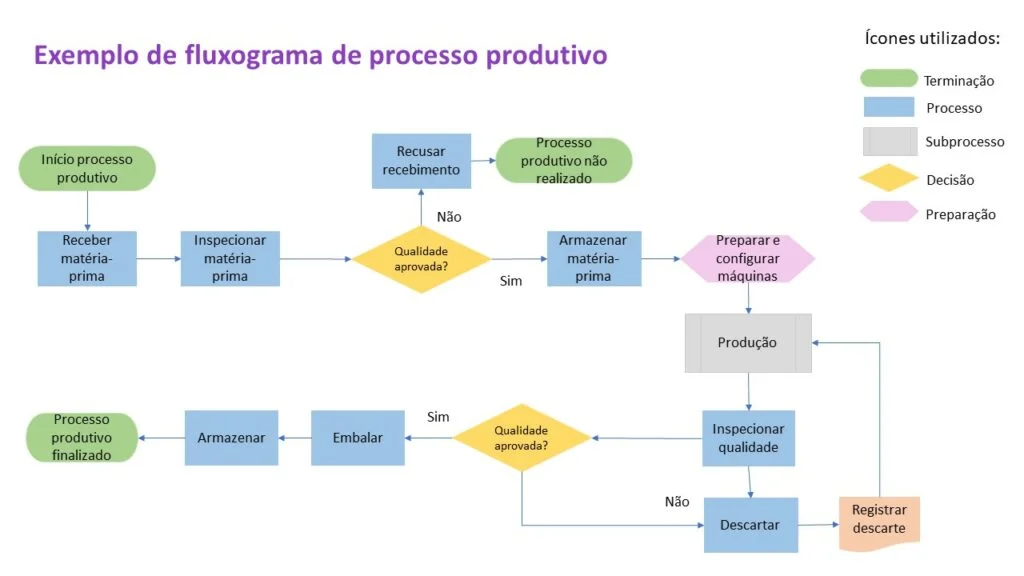 Exemplo de fluxograma de processo produtivo
Ícones utilizados:
Terminação
Processo
Subprocesso
Decisão
Preparação
Início processo
produtivo
Recusar
recebimento
Processo
produtivo não
realizado
Não
Receber
matéria-
prima
Inspecionar
matéria-
prima
Qualidade
aprovada?
Sim
Armazenar
matéria-
prima
Preparar e
configurar
máquinas
Produção
Processo
produtivo
finalizado
Armazenar
Embalar
Sim
Qualidade
aprovada?
Inspecionar
qualidade
Não
Descartar
Registrar
descarte